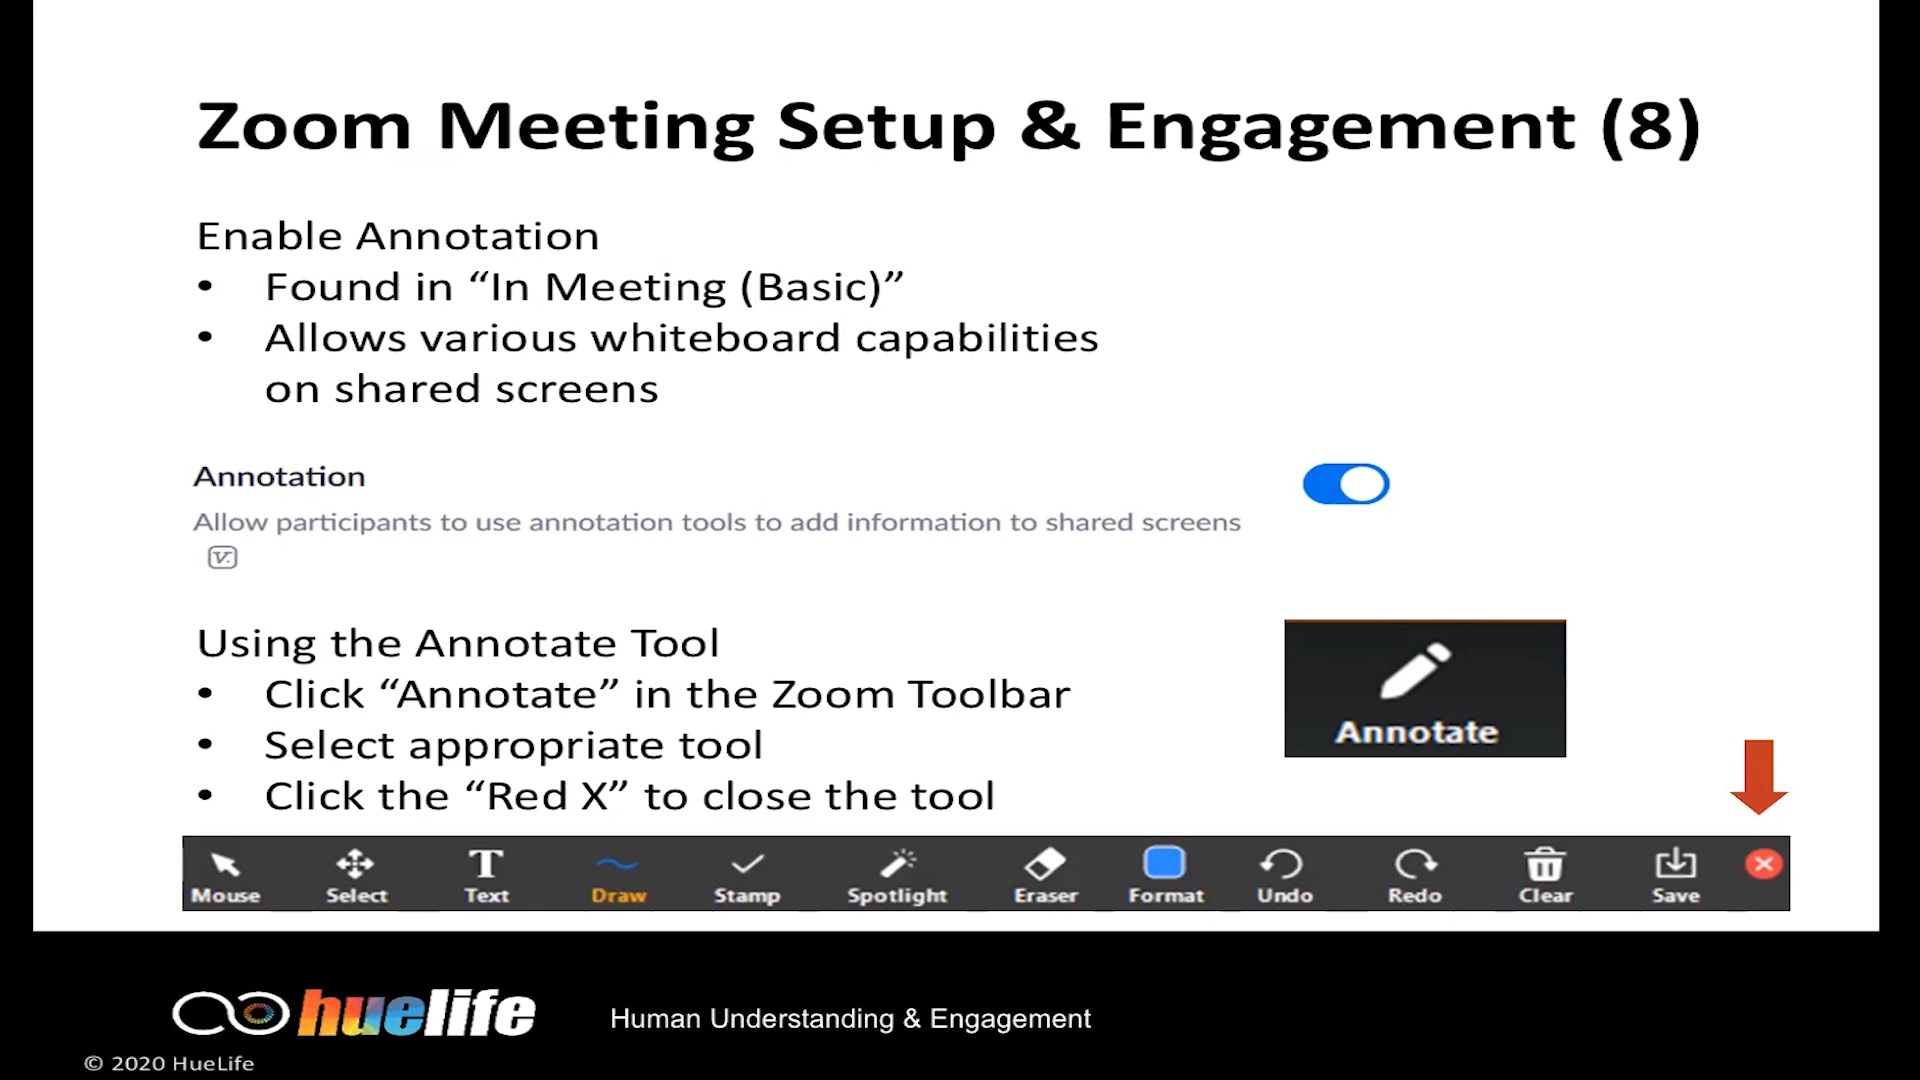 Zoom Meeting Setup & Engagement (8)
Enable Annotation
• Found in “In Meeting (Basic)”
• Allows various whiteboard capabilities
on shared screens
Annotation
Allow participants to use annotation tools to add information to shared screens
Using the Annotate Tool
• Click “Annotate” in the Zoom Toolbar
• Select appropriate tool
• Click the “Red X” to close the tool
Annotate
Mouse Select Text Draw Stamp Spotlight Eraser Format Undo Redo Clear Save
huelife
Human Understanding & Engagement
© 2020 HueLife